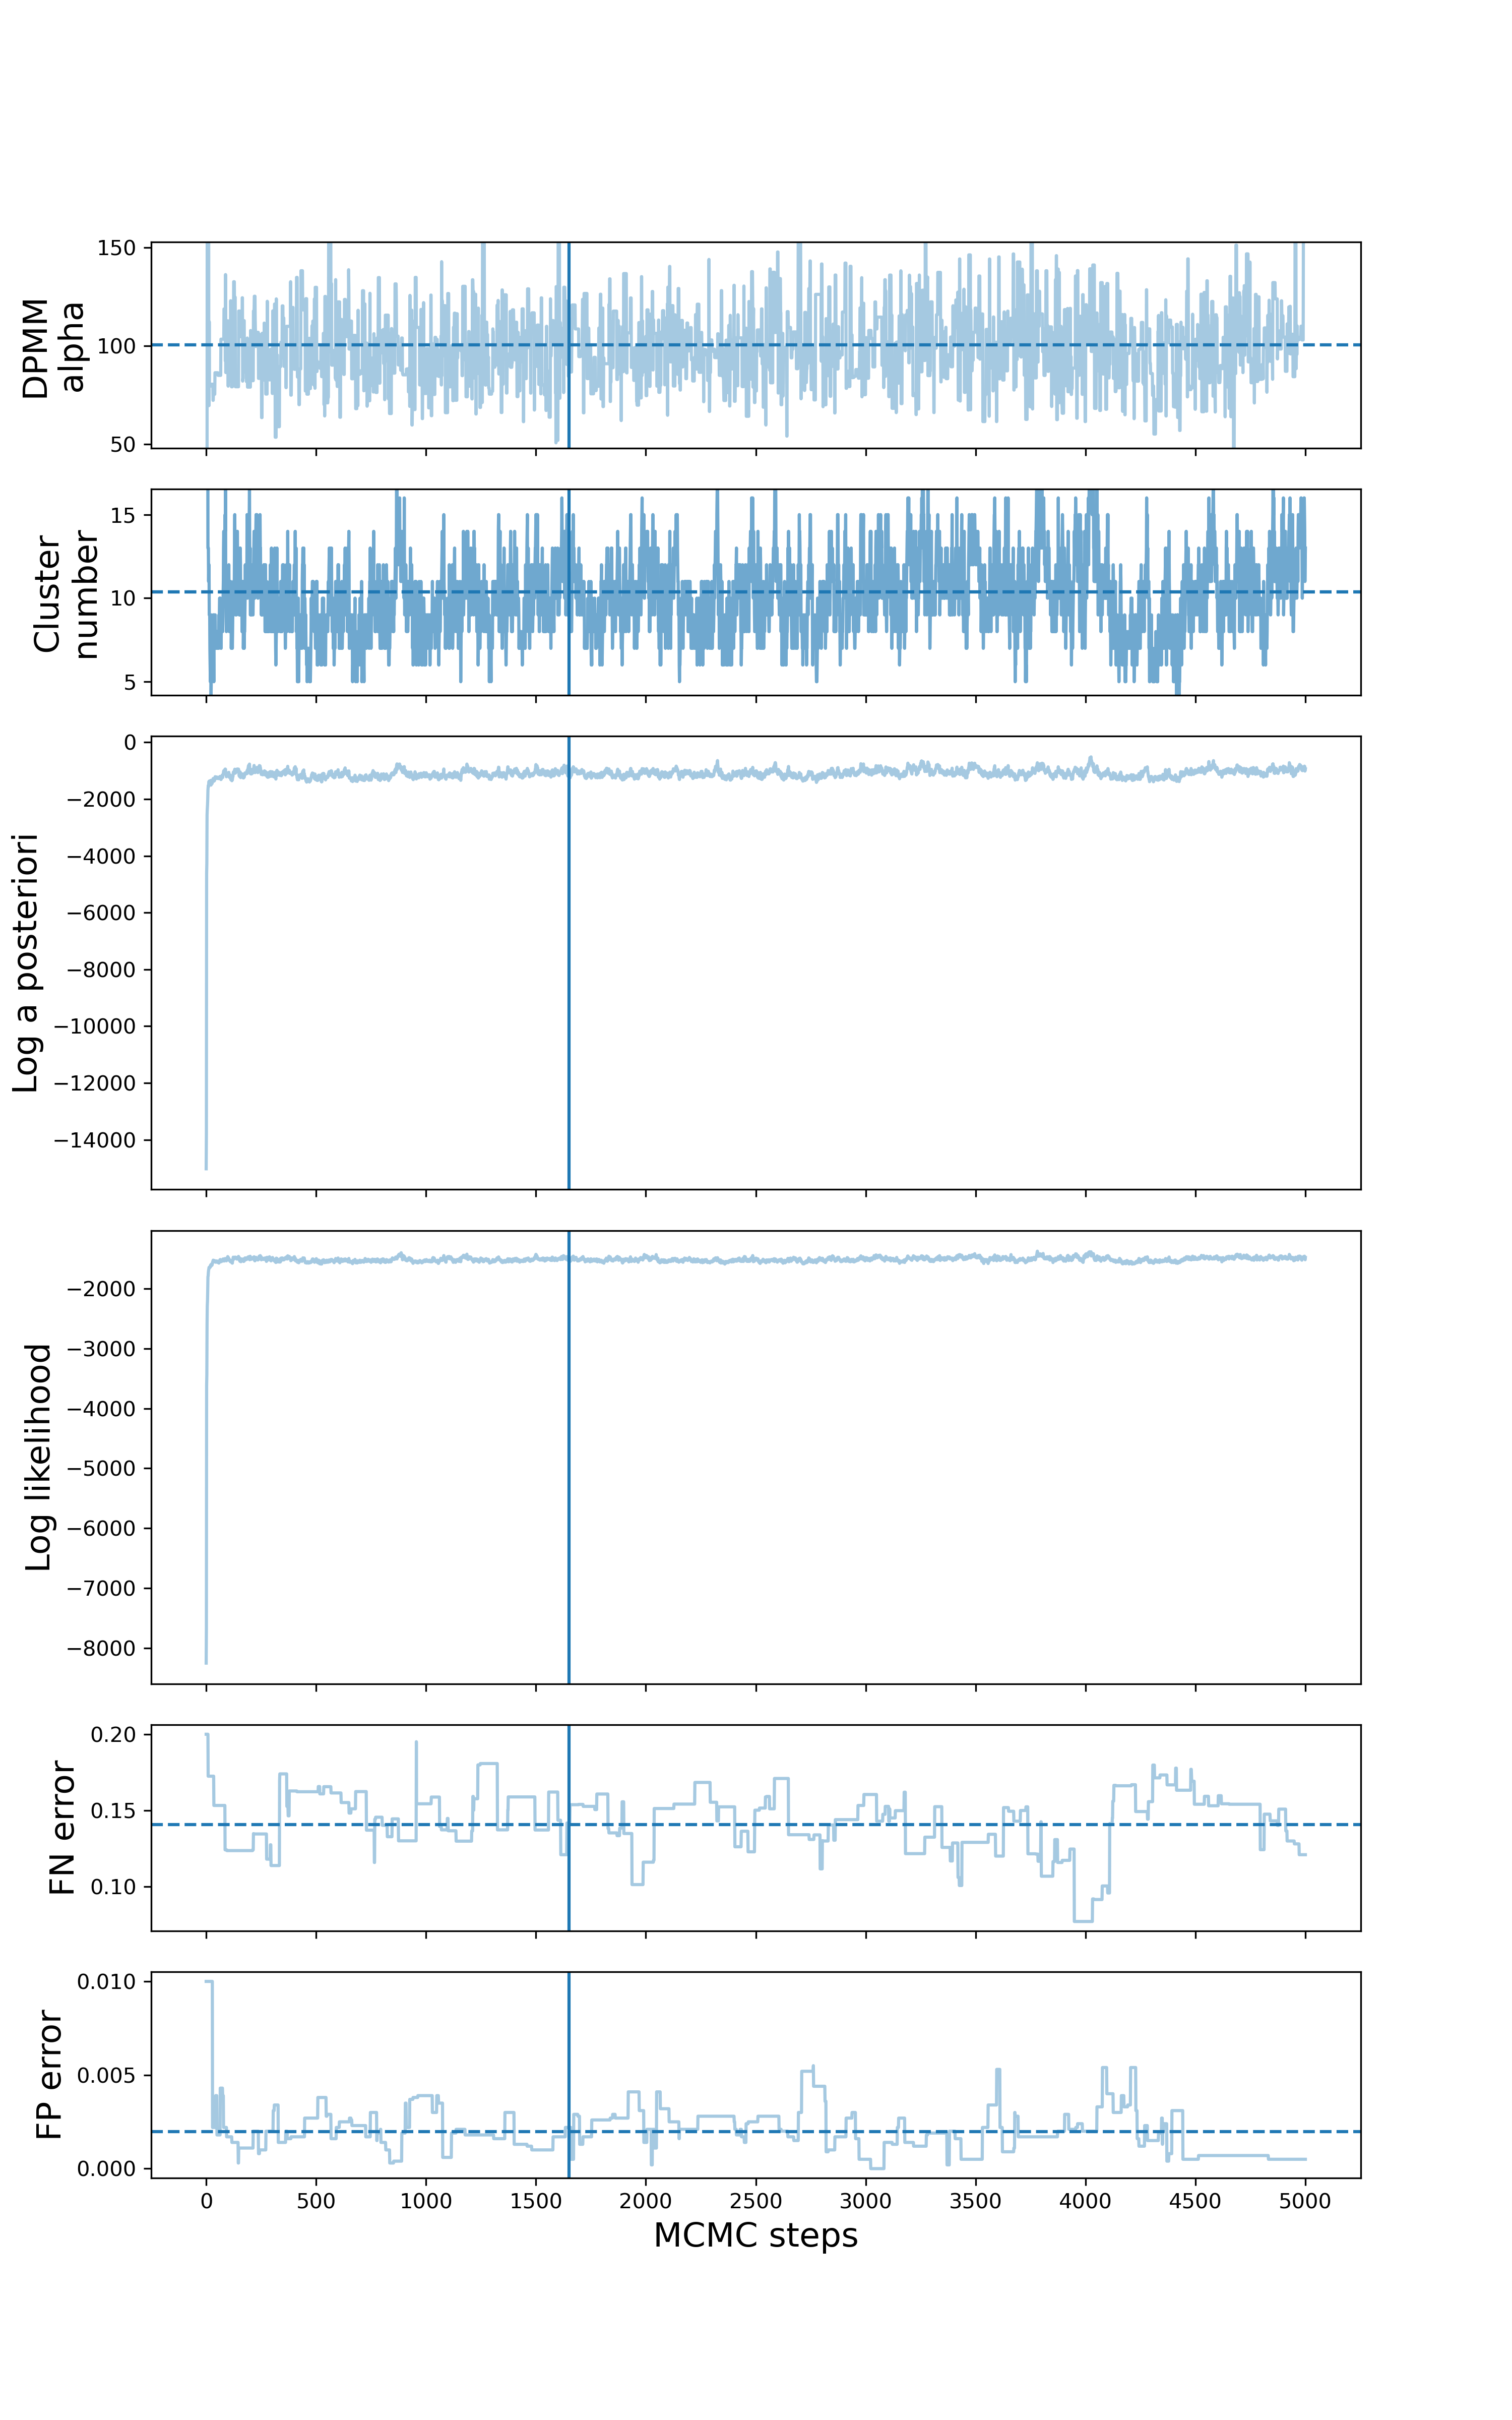 DPMM
alpha
150
100
50
Cluster
number
15
10
5
Log a posteriori
0
−2000
−4000
−6000
−8000
−10000
−12000
−14000
Log likelihood
−2000
−3000
−4000
−5000
−6000
−7000
−8000
FN error
0.20
0.15
0.10
FP error
0.010
0.005
0.000
0 500 1000 1500 2000 2500 3000 3500 4000 4500 5000
MCMC steps